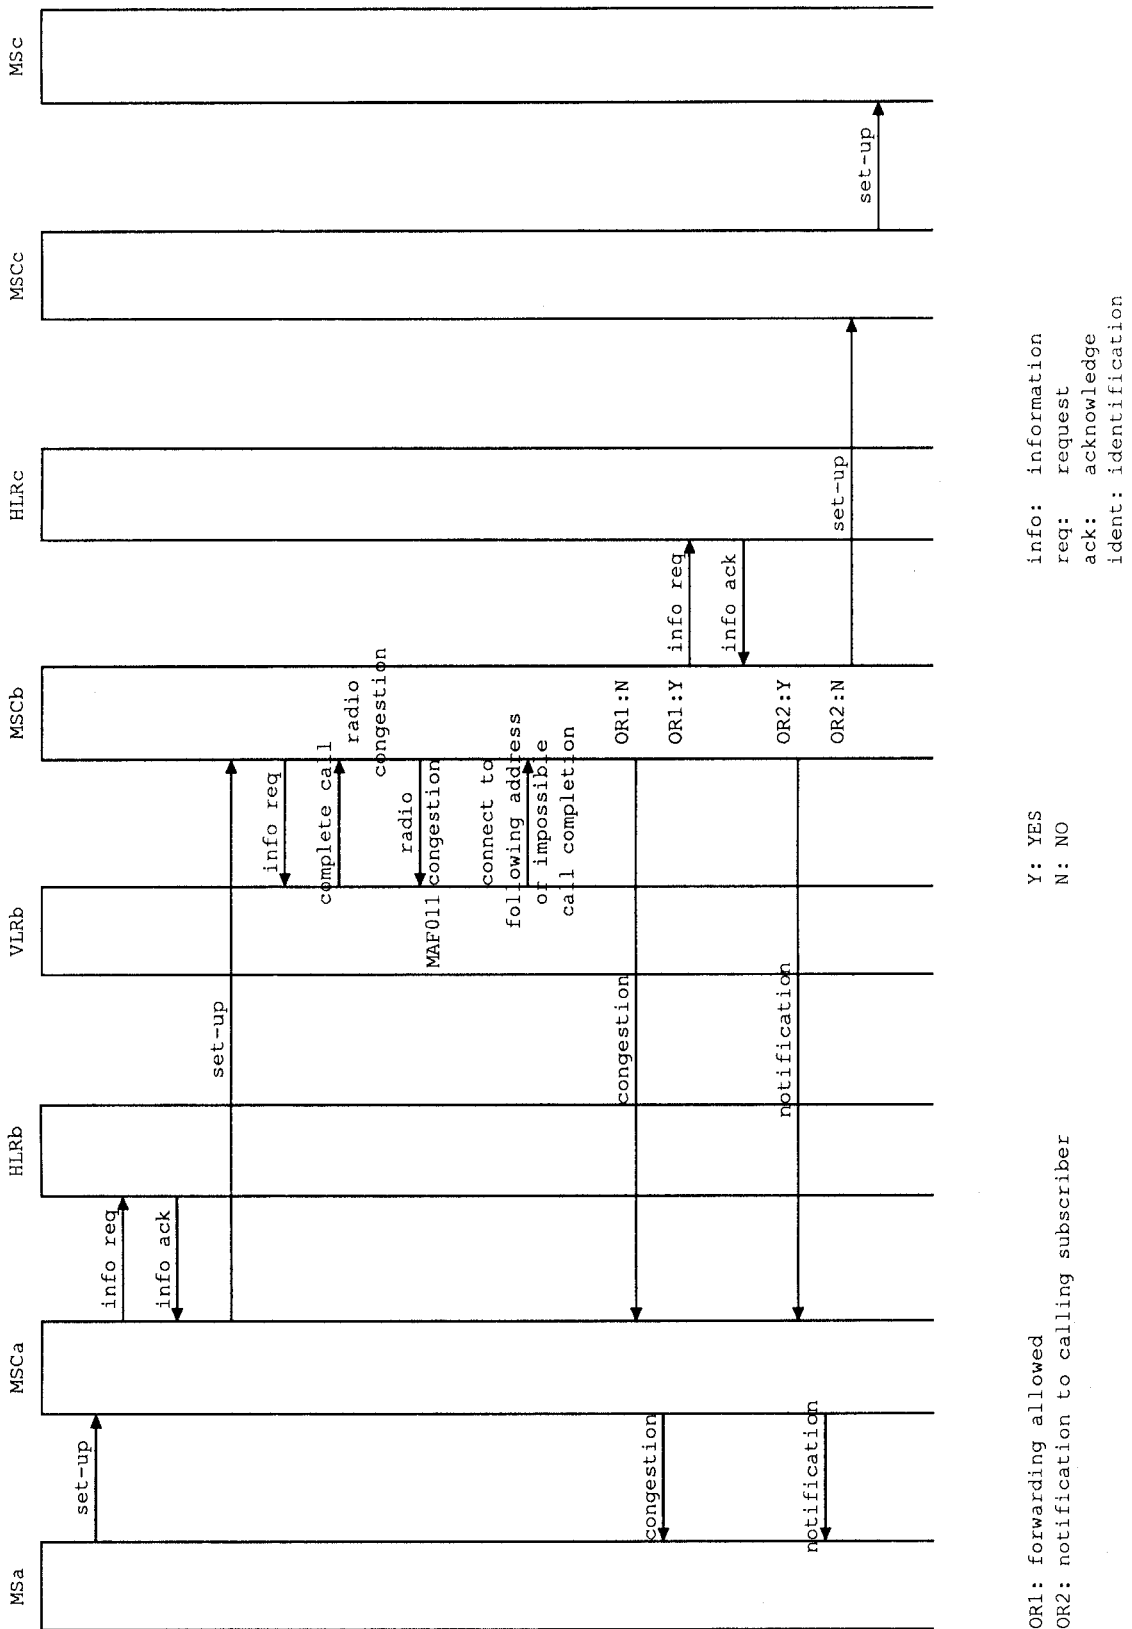 MSa
MSCa
HLRb
VLRb
MSCb
HLRc
MSCc
MSc
set-up
info req
info ack
set-up
info req
complete call
radio
congestion
radio
congestion
MAF011
connect to
following address
or impossible
call completion
OR1:N
congestion
congestion
OR1:Y
info req
info ack
OR2:Y
notification
notification
OR2:N
set-up
set-up
OR1: forwarding allowed
OR2: notification to calling subscriber
Y: YES
N: NO
info: information
req: request
ack: acknowledge
ident: identification